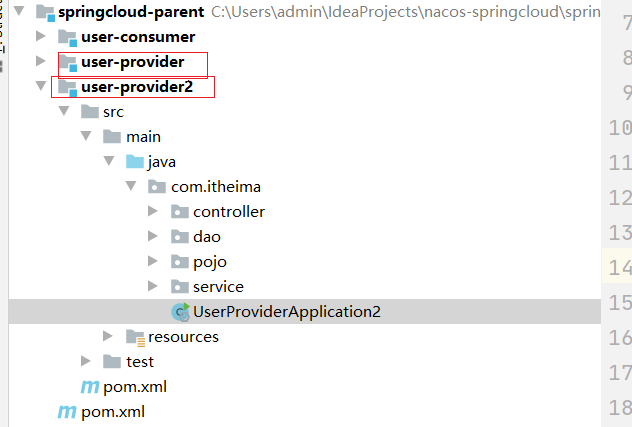 springcloud-parent C:\Users\admin\IdeaProjects\nacos-springcloud\sprin
user-consumer
user-provider
user-provider2
src
main
java
com.itheima
controller
dao
pojo
service
UserProviderApplication2
resources
test
m pom.xml
m pom.xml
7
8
9
10
11
12
13
14
15
16
17
18